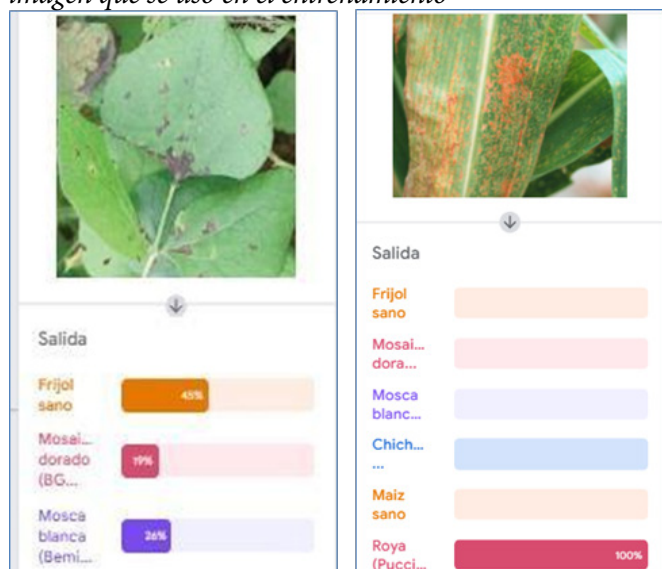 imagen que se usó en el entrenamiento
Salida
Frijol
sano
45%
Mosai...
dorado
(BG...
19%
Mosca
blanca
(Bemi...
26%
Salida
Frijol
sano
Mosai...
dora...
Mosca
blanc...
Chich...
...
Maiz
sano
Roya
(Pucci...
100%